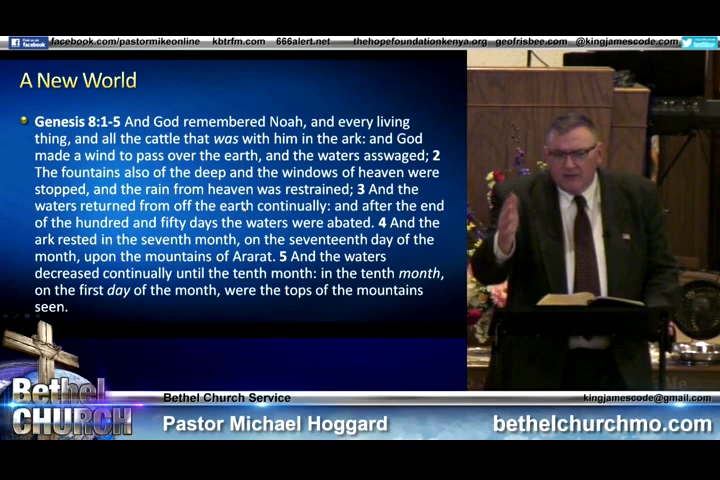 Find us on facebook facebook.com/pastormikeonline kbtrfm.com 666alert.net thehopefoundationkenya.org geofrisbee.com @kingjamescode.com twitter
A New World
Genesis 8:1-5 And God remembered Noah, and every living
thing, and all the cattle that was with him in the ark: and God
made a wind to pass over the earth, and the waters asswaged; 2
The fountains also of the deep and the windows of heaven were
stopped, and the rain from heaven was restrained; 3 And the
waters returned from off the earth continually: and after the end
of the hundred and fifty days the waters were abated. 4 And the
ark rested in the seventh month, on the seventeenth day of the
month, upon the mountains of Ararat. 5 And the waters
decreased continually until the tenth month: in the tenth month,
on the first day of the month, were the tops of the mountains
seen.
Bethel
CHURCH
Bethel Church Service
kingjamescode@gmail.com
Pastor Michael Hoggard
bethelchurchmo.com